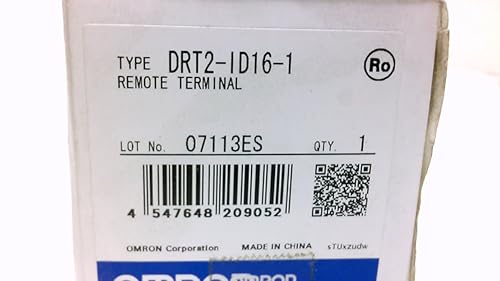 TYPE DRT2-ID16-1 Ro
REMOTE TERMINAL
LOT No. 07113ES QTY. 1
4 547648 209052
OMRON Corporation MADE IN CHINA sTUxzudw